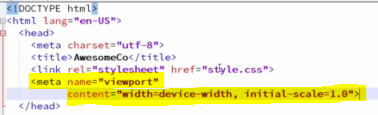 <!DOCTYPE html>
<html lang="en-US">
<head>
<meta charset="utf-8">
<title>AwesomeCo</title>
<link rel="stylesheet" href="style.css">
<meta name="viewport"
content="width=device-width, initial-scale=1.0">
</head>